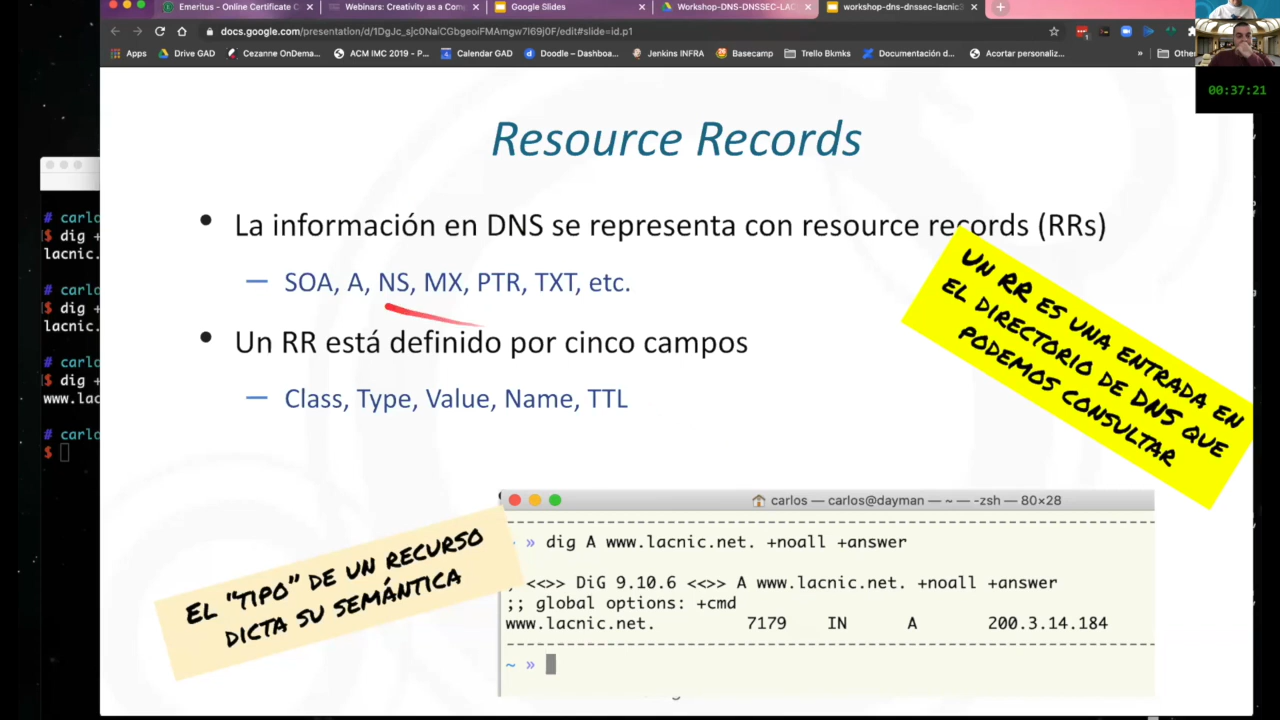 Emeritus - Online Certificate C
Webinars: Creativity as a Com
Google Slides
Workshop-DNS-DNSSEC-LAC
workshop-dns-dnssec-lacnic3
docs.google.com/presentation/d/1DgJc_sjc0NalCGbgeoiFMAmgw7l69j0F/edit#slide=id.p1
Apps
Drive GAD
Cezanne OnDema...
ACM IMC 2019 - P...
Calendar GAD
Doodle – Dashboa...
Jenkins INFRA
Basecamp
Trello Bkmks
Documentación d...
Acortar personaliz...
»
Other
00:37:21
Resource Records
• La información en DNS se representa con resource records (RRs)
— SOA, A, NS, MX, PTR, TXT, etc.
• Un RR está definido por cinco campos
— Class, Type, Value, Name, TTL
UN RR ES UNA ENTRADA EN
EL DIRECTORIO DE DNS QUE
PODEMOS CONSULTAR
EL “TIPO” DE UN RECURSO
DICTA SU SEMÁNTICA
# carlo
$ dig +
lacnic.
# carlo
$ dig +
lacnic.
# carlo
$ dig +
www.lac
# carlo
$
carlos — carlos@dayman — ~ — -zsh — 80×28
» dig A www.lacnic.net. +noall +answer
<<>> DiG 9.10.6 <<>> A www.lacnic.net. +noall +answer
;; global options: +cmd
www.lacnic.net. 7179 IN A 200.3.14.184
~ »